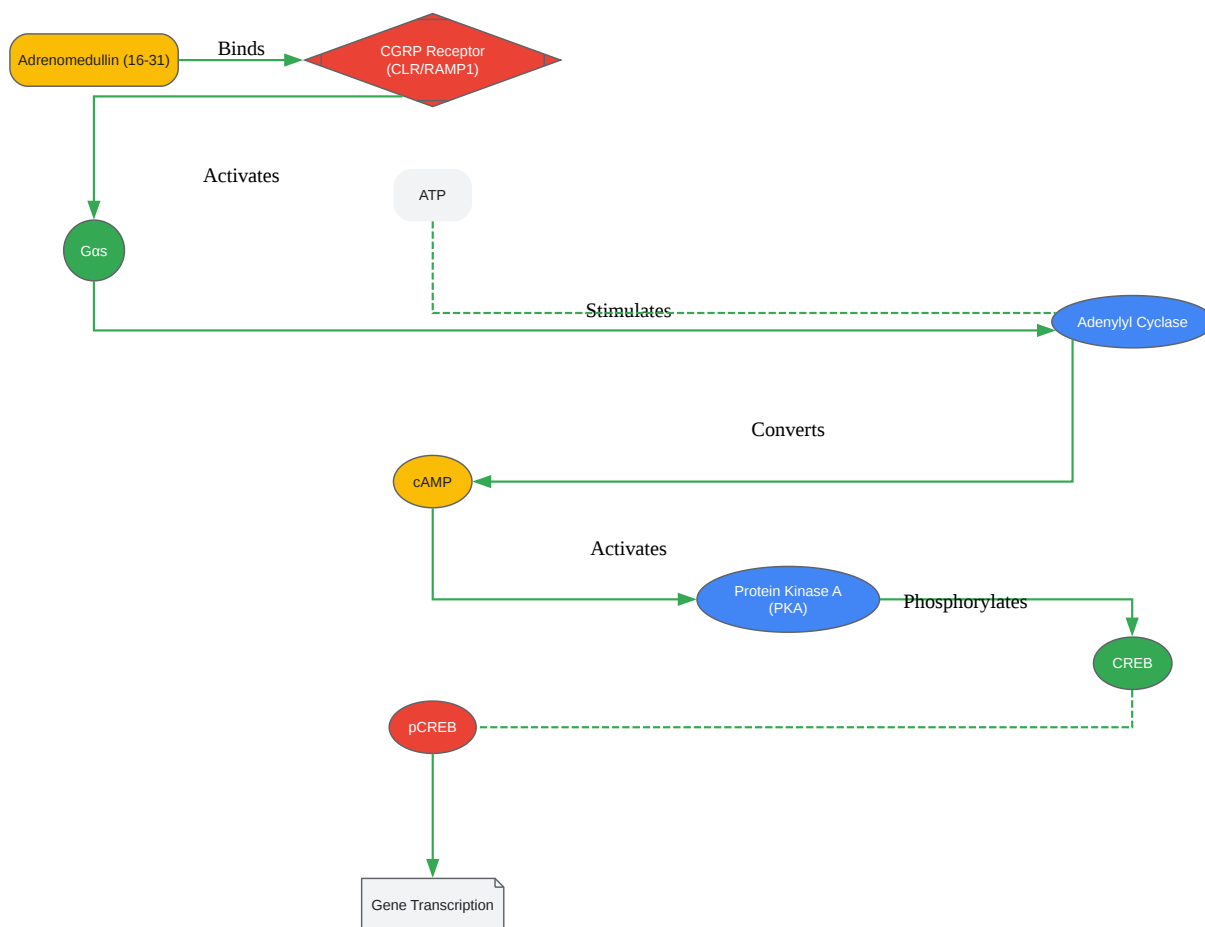 Adrenomedullin (16-31)
Binds
CGRP Receptor
(CLR/RAMP1)
Activates
ATP
Gαs
Stimulates
Adenylyl Cyclase
Converts
cAMP
Activates
Protein Kinase A
(PKA)
Phosphorylates
CREB
pCREB
Gene Transcription